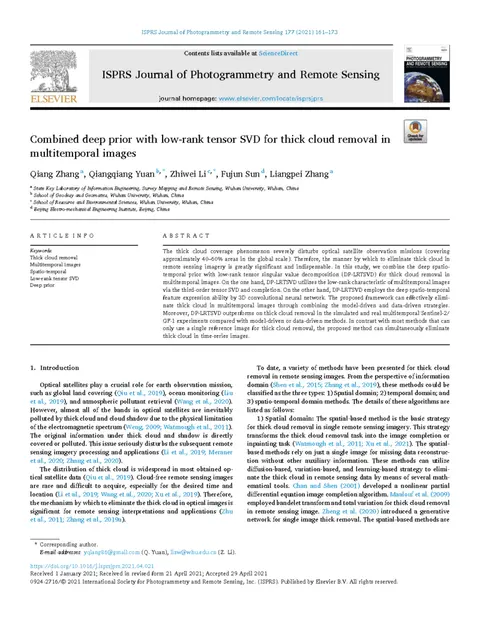 ISPRS Journal of Photogrammetry and Remote Sensing 177 (2021) 161–172
Contents lists available at ScienceDirect
ISPRS Journal of Photogrammetry and Remote Sensing
journal homepage: www.elsevier.com/locate/isprsjprs
ELSEVIER
PHOTOGRAMMETRY
AND REMOTE SENSING
Check for
updates
Combined deep prior with low-rank tensor SVD for thick cloud removal in
multitemporal images
Qiang Zhang a, Qiangqiang Yuan b,*, Zhiwei Li c,*, Fujun Sun d, Liangpei Zhang a
a State Key Laboratory of Information Engineering, Survey Mapping and Remote Sensing, Wuhan University, Wuhan, China
b School of Geodesy and Geomatics, Wuhan University, Wuhan, China
c School of Resource and Environmental Sciences, Wuhan University, Wuhan, China
d Beijing Electro-mechanical Engineering Institute, Beijing, China
ARTICLE INFO
Keywords:
Thick cloud removal
Multitemporal images
Spatio-temporal
Low-rank tensor SVD
Deep prior
ABSTRACT
The thick cloud coverage phenomenon severely disturbs optical satellite observation missions (covering
approximately 40–60% areas in the global scale). Therefore, the manner by which to eliminate thick cloud in
remote sensing imagery is greatly significant and indispensable. In this study, we combine the deep spatio-
temporal prior with low-rank tensor singular value decomposition (DP-LRTSVD) for thick cloud removal in
multitemporal images. On the one hand, DP-LRTSVD utilizes the low-rank characteristic of multitemporal images
via the third-order tensor SVD and completion. On the other hand, DP-LRTSVD employs the deep spatio-temporal
feature expression ability by 3D convolutional neural network. The proposed framework can effectively elimi-
nate thick cloud in multitemporal images through combining the model-driven and data-driven strategies.
Moreover, DP-LRTSVD outperforms on thick cloud removal in the simulated and real multitemporal Sentinel-2/
GF-1 experiments compared with model-driven or data-driven methods. In contrast with most methods that can
only use a single reference image for thick cloud removal, the proposed method can simultaneously eliminate
thick cloud in time-series images.
1. Introduction
Optical satellites play a crucial role for earth observation mission,
such as global land covering (Qiu et al., 2019), ocean monitoring (Liu
et al., 2019), and atmospheric pollutant retrieval (Wang et al., 2020).
However, almost all of the bands in optical satellites are inevitably
polluted by thick cloud and cloud shadow due to the physical limitation
of the electromagnetic spectrum (Weng, 2009; Watmough et al., 2011).
The original information under thick cloud and shadow is directly
covered or polluted. This issue seriously disturbs the subsequent remote
sensing imagery processing and applications (Li et al., 2019; Meraner
et al., 2020; Zhang et al., 2020).
The distribution of thick cloud is widespread in most obtained op-
tical satellite data (Qiu et al., 2019). Cloud-free remote sensing images
are rare and difficult to acquire, especially for the desired time and
location (Li et al., 2019; Wang et al., 2020; Xu et al., 2019). Therefore,
the mechanism by which to eliminate the thick cloud in optical images is
significant for remote sensing interpretations and applications (Zhu
et al., 2011; Zhang et al., 2019a).
To date, a variety of methods have been presented for thick cloud
removal in remote sensing images. From the perspective of information
domain (Shen et al., 2015; Zhang et al., 2019), these methods could be
classified as the three types: 1) Spatial domain; 2) temporal domain; and
3) spatio-temporal domain methods. The details of these algorithms are
listed as follows:
1) Spatial domain: The spatial-based method is the basic strategy
for thick cloud removal in single remote sensing imagery. This strategy
transforms the thick cloud removal task into the image completion or
inpainting task (Watmough et al., 2011; Xu et al., 2021). The spatial-
based methods rely on just a single image for missing data reconstruc-
tion without other auxiliary information. These methods can utilize
diffusion-based, variation-based, and learning-based strategy to elimi-
nate the thick cloud in remote sensing data by means of several math-
ematical tools. Chan and Shen (2001) developed a nonlinear partial
differential equation image completion algorithm. Maalouf et al. (2009)
employed bandelet transform and total variation for thick cloud removal
in remote sensing image. Zheng et al. (2020) introduced a generative
network for single image thick removal. The spatial-based methods are
* Corresponding author.
E-mail addresses: yqiang86@gmail.com (Q. Yuan), lizw@whu.edu.cn (Z. Li).
https://doi.org/10.1016/j.isprsjprs.2021.04.021
Received 1 January 2021; Received in revised form 21 April 2021; Accepted 29 April 2021
0924-2716/© 2021 International Society for Photogrammetry and Remote Sensing, Inc. (ISPRS). Published by Elsevier B.V. All rights reserved.